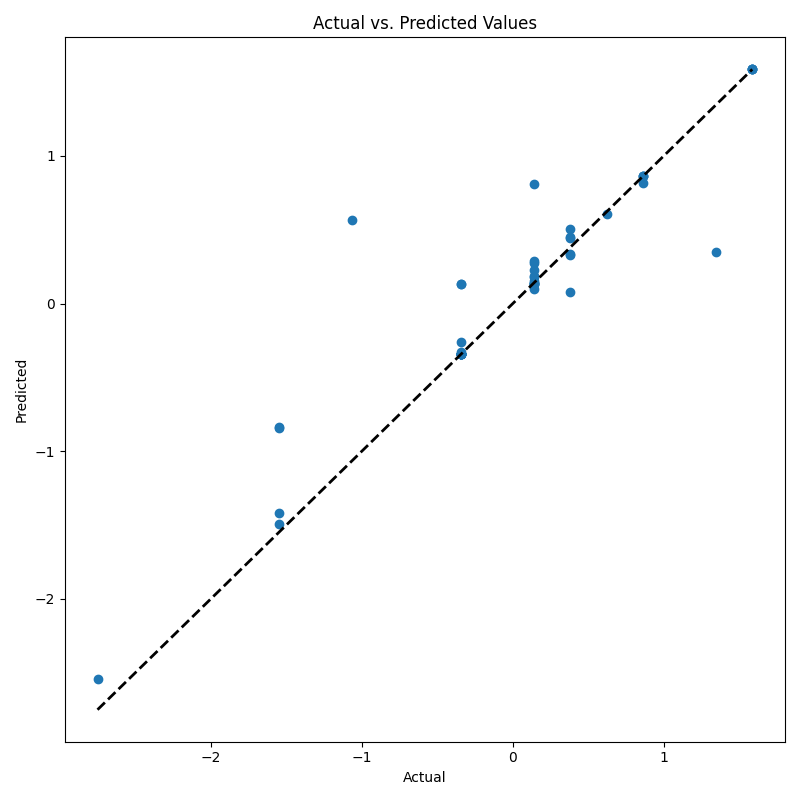 Actual vs. Predicted Values
1
0
−1
−2
Predicted
−2 −1 0 1
Actual